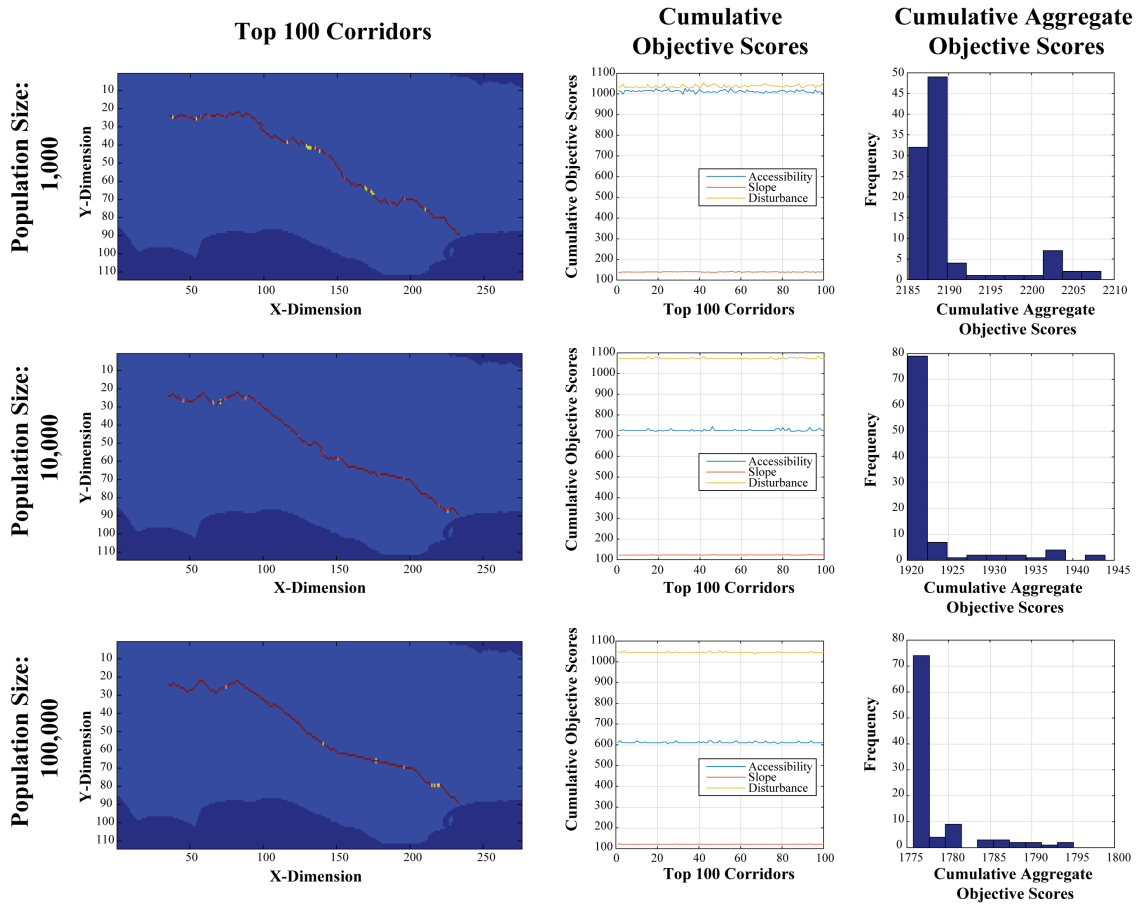 Top 100 Corridors
Cumulative
Objective Scores
Cumulative Aggregate
Objective Scores
Population Size:
1,000
Y-Dimension
10
20
30
40
50
60
70
80
90
100
110
50 100 150 200 250
X-Dimension
Cumulative Objective Scores
1100
1000
900
800
700
600
500
400
300
200
100
Accessibility
Slope
Disturbance
0 20 40 60 80 100
Top 100 Corridors
Frequency
50
45
40
35
30
25
20
15
10
5
0
2185 2190 2195 2200 2205 2210
Cumulative Aggregate
Objective Scores
Population Size:
10,000
Y-Dimension
10
20
30
40
50
60
70
80
90
100
110
50 100 150 200 250
X-Dimension
Cumulative Objective Scores
1100
1000
900
800
700
600
500
400
300
200
100
Accessibility
Slope
Disturbance
0 20 40 60 80 100
Top 100 Corridors
Frequency
80
70
60
50
40
30
20
10
0
1920 1925 1930 1935 1940 1945
Cumulative Aggregate
Objective Scores
Population Size:
100,000
Y-Dimension
10
20
30
40
50
60
70
80
90
100
110
50 100 150 200 250
X-Dimension
Cumulative Objective Scores
1100
1000
900
800
700
600
500
400
300
200
100
Accessibility
Slope
Disturbance
0 20 40 60 80 100
Top 100 Corridors
Frequency
80
70
60
50
40
30
20
10
0
1775 1780 1785 1790 1795 1800
Cumulative Aggregate
Objective Scores